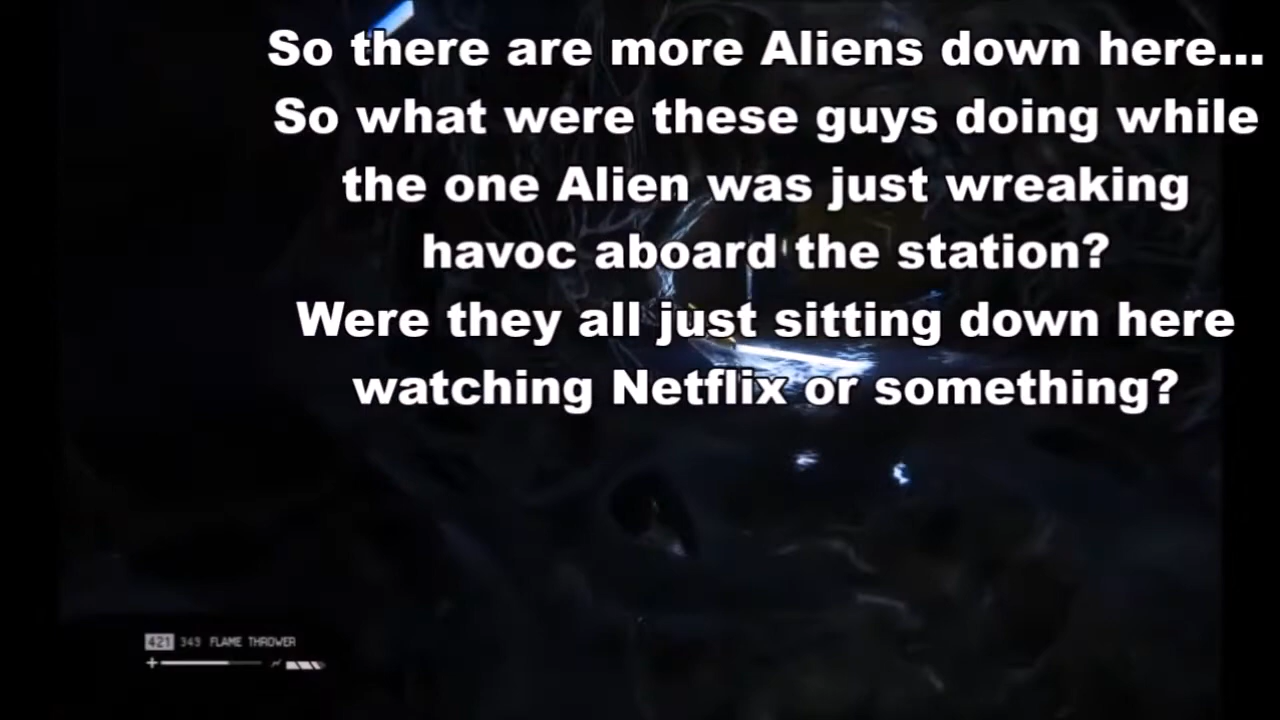 So there are more Aliens down here...
So what were these guys doing while
the one Alien was just wreaking
havoc aboard the station?
Were they all just sitting down here
watching Netflix or something?
421 343 FLAME THROWER